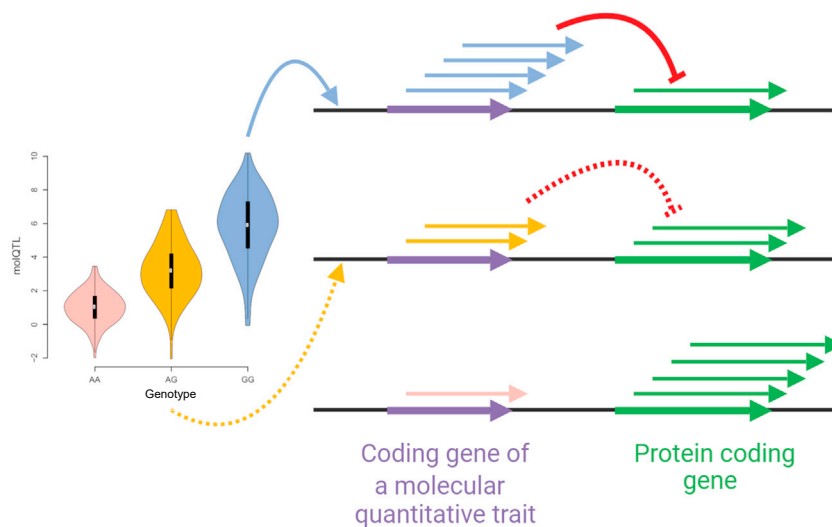 10
8
6
4
2
0
−2
molQTL
AA AG GG
Genotype
Coding gene of
a molecular
quantitative trait
Protein coding
gene